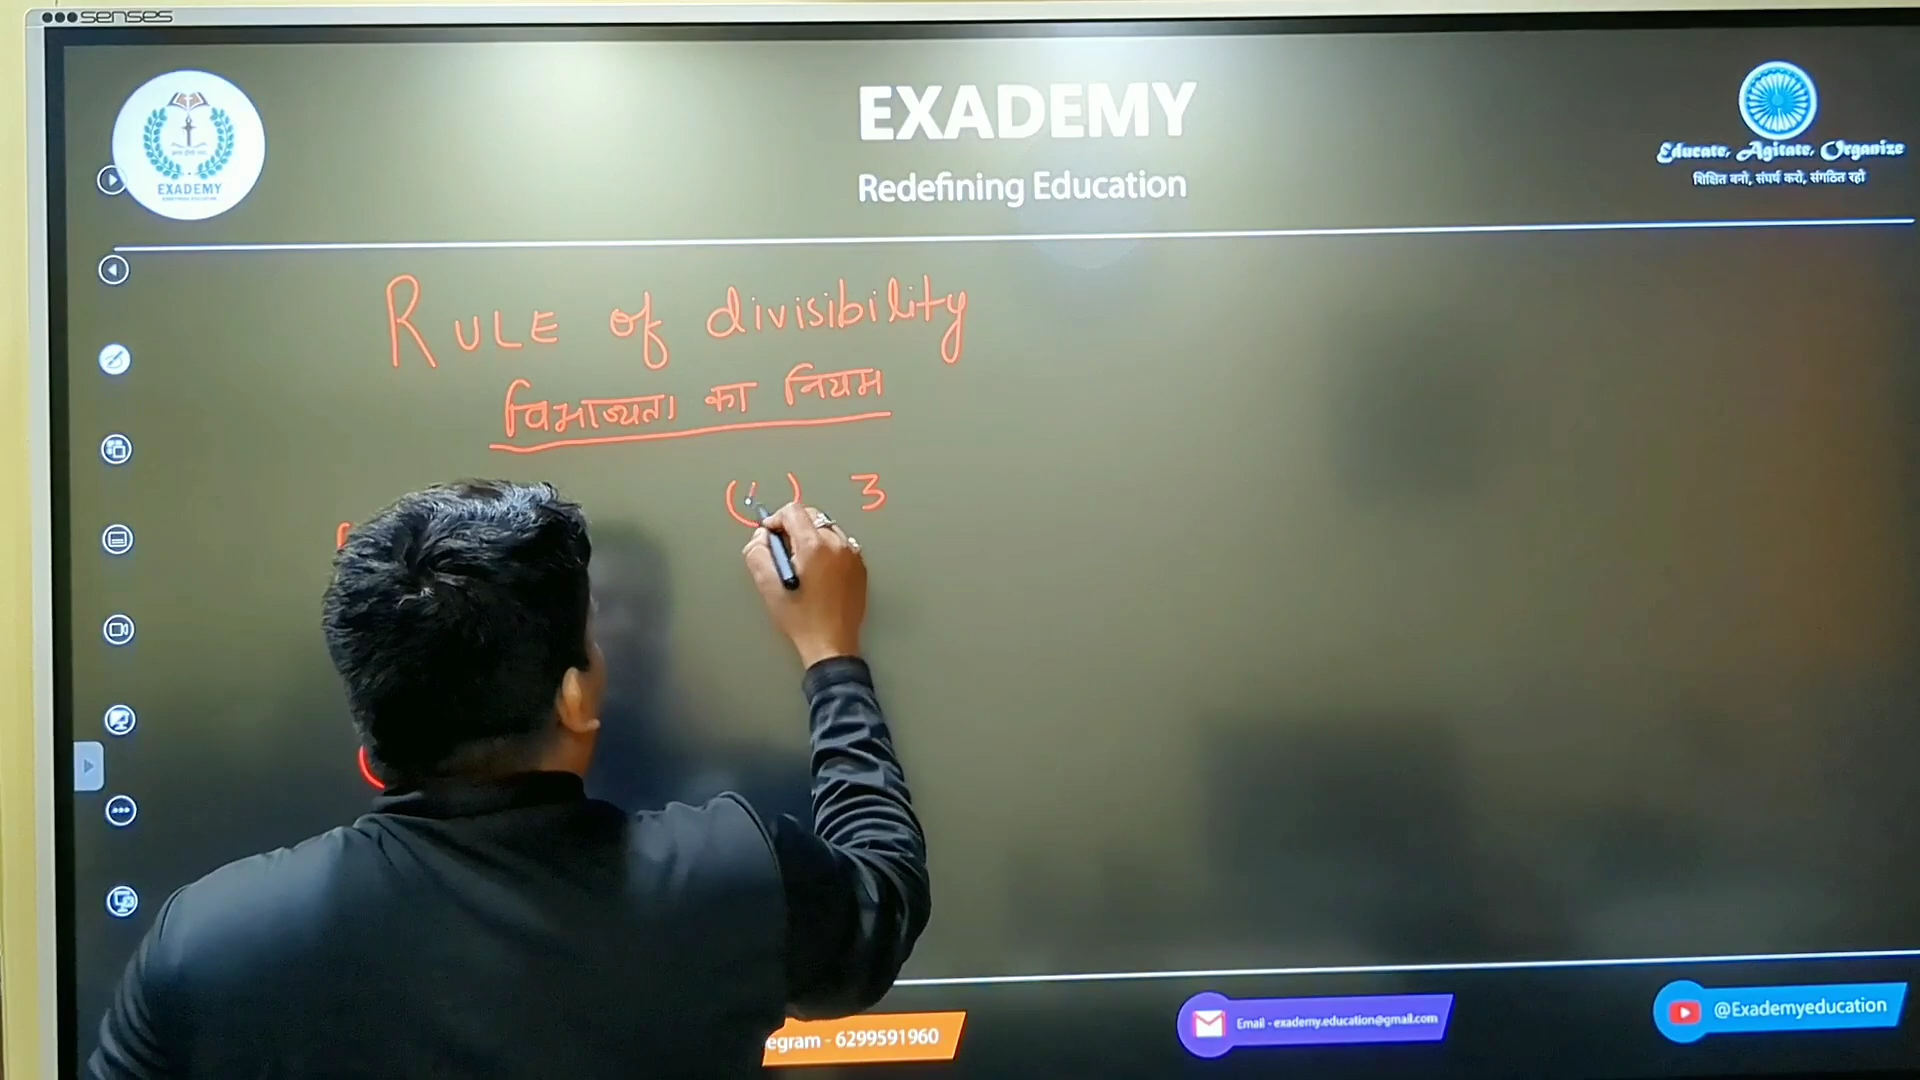 senses
EXADEMY
EXADEMY
Redefining Education
Educate, Agitate, Organize
शिक्षित बनो, संघर्ष करो, संगठित रहो
RULE of divisibility
विभाज्यता का नियम
( ) 3
egram - 6299591960
Email - exademy.education@gmail.com
@Exademyeducation